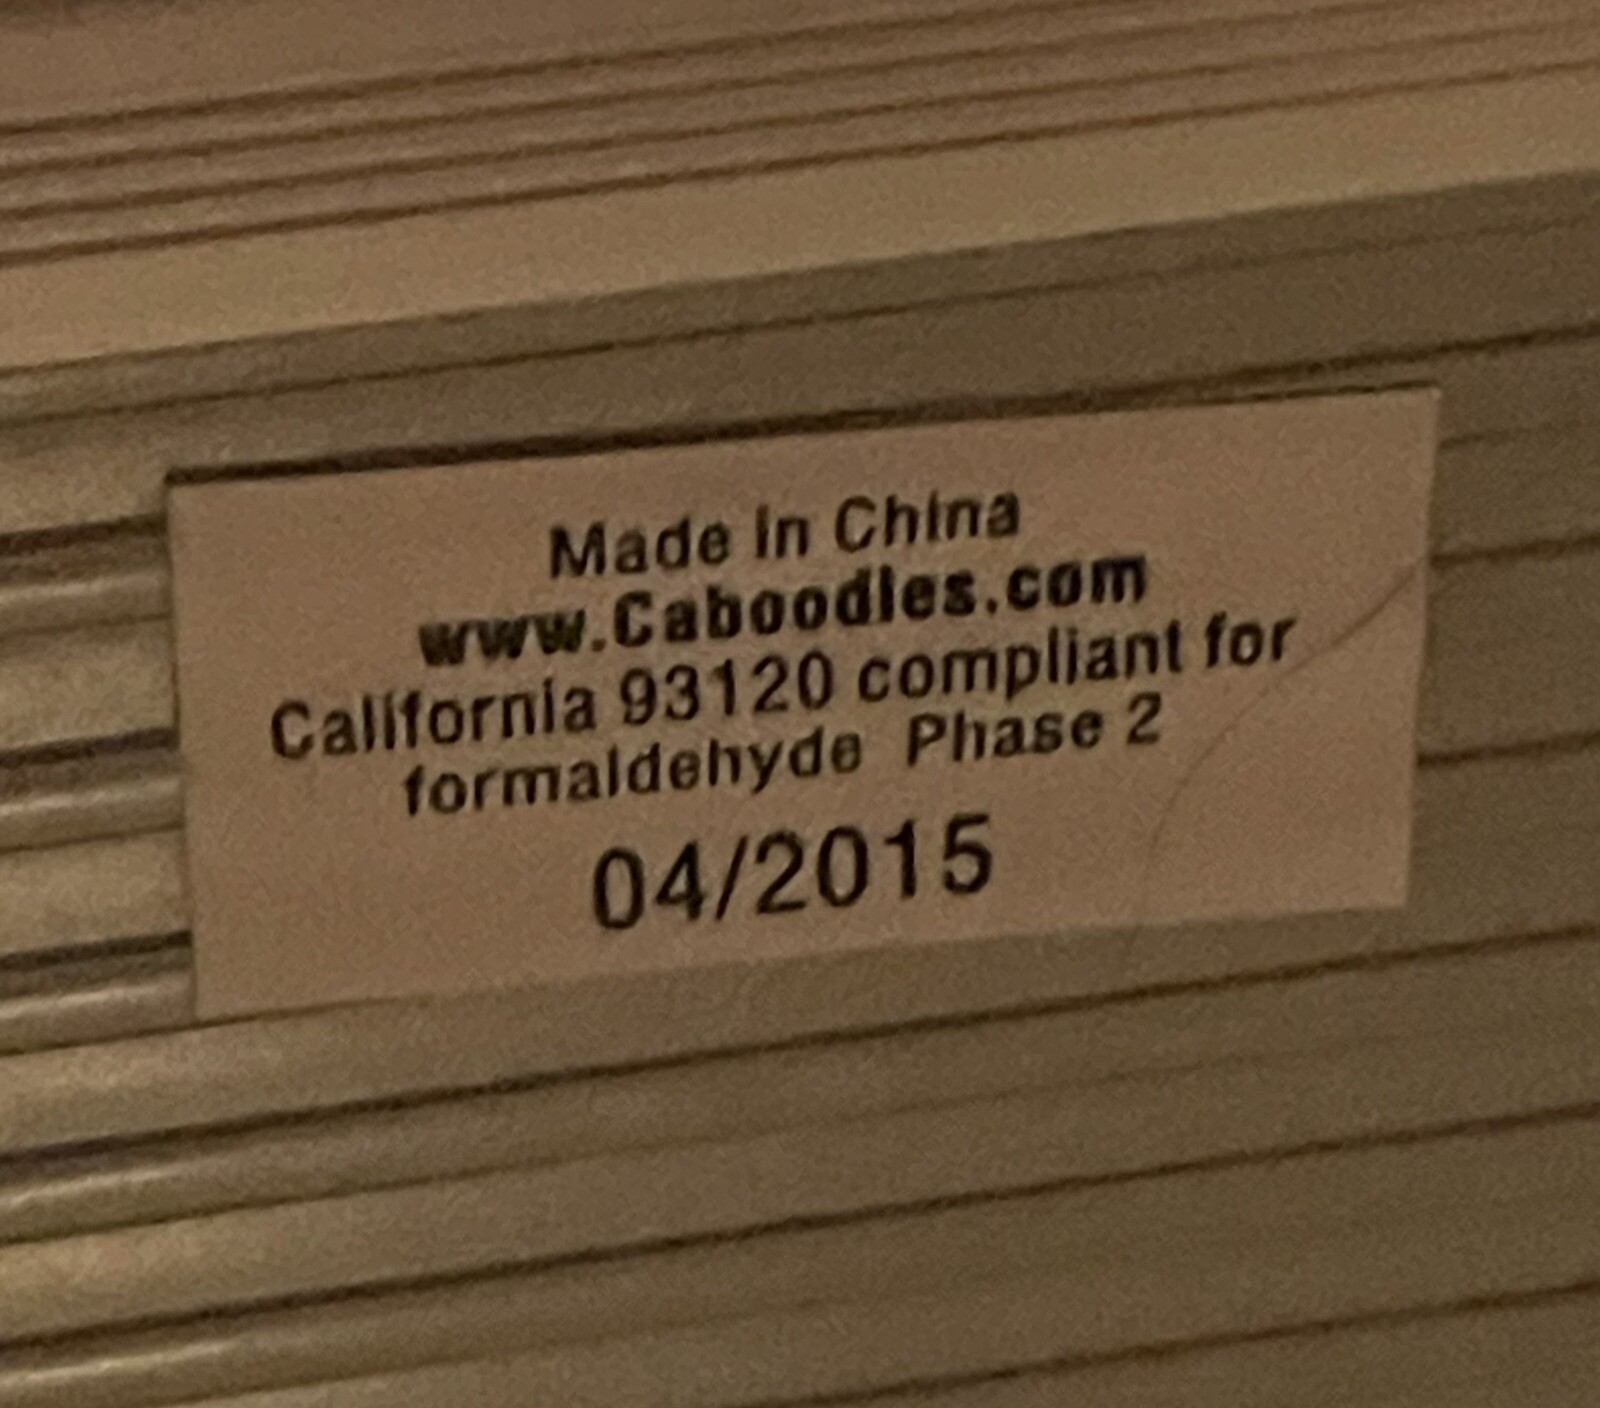 Made in China
www.Caboodles.com
California 93120 compliant for
formaldehyde Phase 2
04/2015